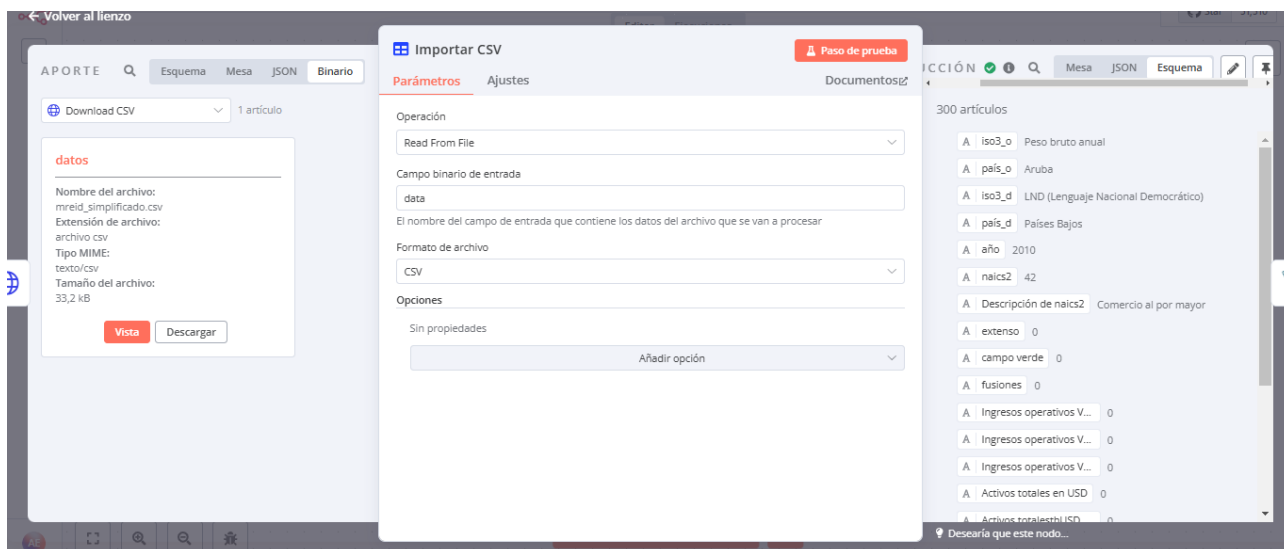 Volver al lienzo
Star
APORTE
Esquema
Mesa
JSON
Binario
Download CSV
1 artículo
datos
Nombre del archivo:
mreid_simplificado.csv
Extensión de archivo:
archivo csv
Tipo MIME:
texto/csv
Tamaño del archivo:
33,2 kB
Vista
Descargar
Importar CSV
Paso de prueba
Parámetros
Ajustes
Documentos
Operación
Read From File
Campo binario de entrada
data
El nombre del campo de entrada que contiene los datos del archivo que se van a procesar
Formato de archivo
CSV
Opciones
Sin propiedades
Añadir opción
UCCIÓN
Mesa
JSON
Esquema
300 artículos
A iso3_o Peso bruto anual
A país_o Aruba
A iso3_d LND (Lenguaje Nacional Democrático)
A país_d Países Bajos
A año 2010
A naics2 42
A Descripción de naics2 Comercio al por mayor
A extenso 0
A campo verde 0
A fusiones 0
A Ingresos operativos V... 0
A Ingresos operativos V... 0
A Ingresos operativos V... 0
A Activos totales en USD 0
A Activos totalesthUSD 0
Desearía que este nodo...
AE